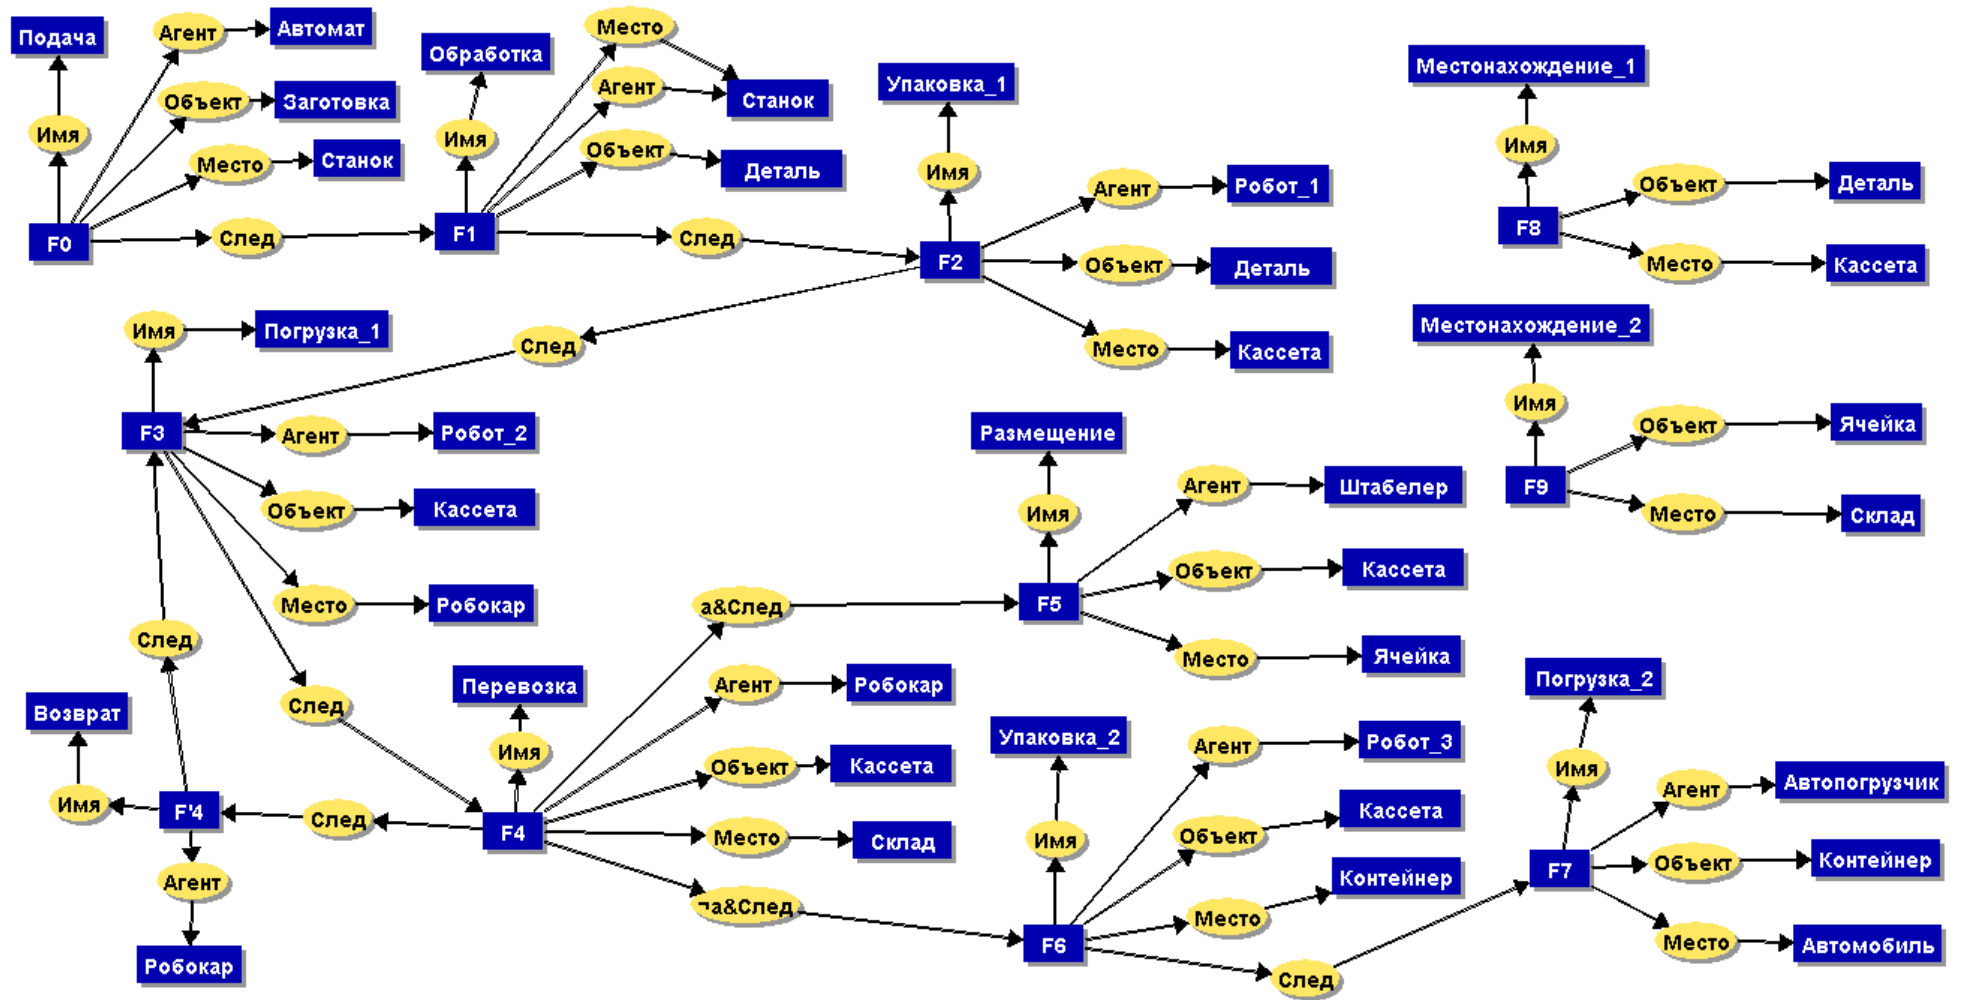 Подача
Агент
Автомат
Объект
Заготовка
Имя
Место
Станок
F0
След
Обработка
Место
Агент
Станок
Имя
Объект
Деталь
F1
След
Упаковка_1
Имя
Агент
Робот_1
F2
Объект
Деталь
Место
Кассета
Местонахождение_1
Имя
Объект
Деталь
F8
Место
Кассета
Местонахождение_2
Имя
Объект
Ячейка
F9
Место
Склад
След
Имя
Погрузка_1
F3
Агент
Робот_2
Объект
Кассета
Место
Робокар
След
След
Возврат
Имя
F'4
След
Агент
Робокар
Перевозка
Имя
F4
а&След
Агент
Робокар
Объект
Кассета
Место
Склад
па&След
Размещение
Имя
F5
Агент
Штабелер
Объект
Кассета
Место
Ячейка
Упаковка_2
Имя
F6
Агент
Робот_3
Объект
Кассета
Место
Контейнер
След
Погрузка_2
Имя
F7
Агент
Автопогрузчик
Объект
Контейнер
Место
Автомобиль